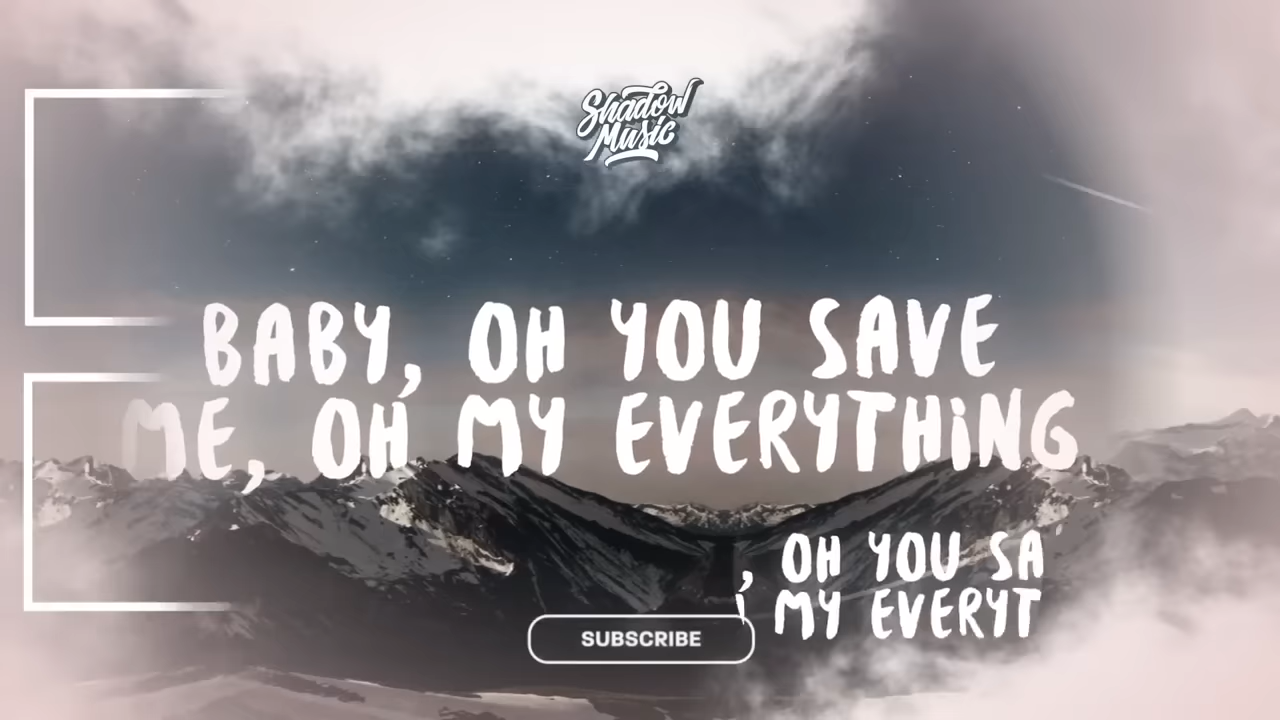 Shadow
Music
BABY, OH YOU SAVE
ME, OH MY EVERYTHiNG
, OH YOU SA
MY EVERYT
SUBSCRIBE